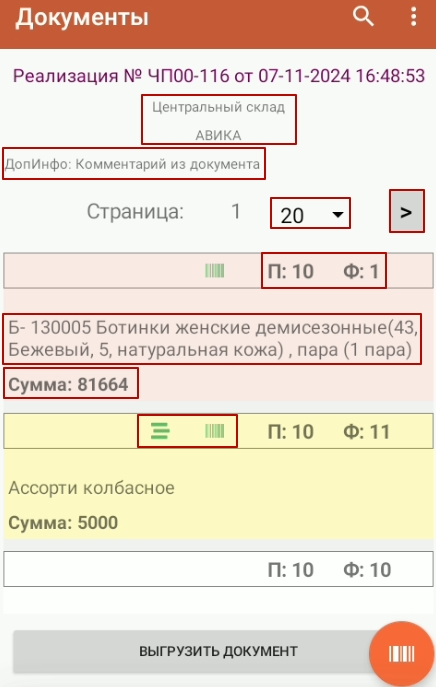 Документы
Реализация № ЧП00-116 от 07-11-2024 16:48:53
Центральный склад
АВИКА
ДопИнфо: Комментарий из документа
Страница: 1 20 >
П: 10 Ф: 1
Б- 130005 Ботинки женские демисезонные(43,
Бежевый, 5, натуральная кожа) , пара (1 пара)
Сумма: 81664
П: 10 Ф: 11
Ассорти колбасное
Сумма: 5000
П: 10 Ф: 10
ВЫГРУЗИТЬ ДОКУМЕНТ